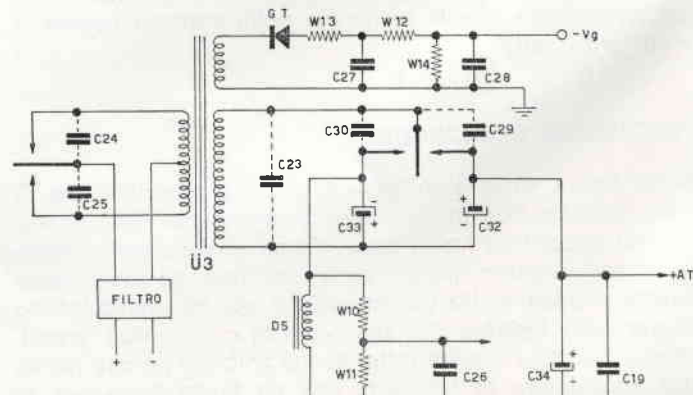 G.T.
W13
W12
-Vg
C27
W14
C28
C24
C25
C30
C29
C23
C33
C32
Ü3
FILTRO
+ -
D5
W10
W11
C26
+AT
C34
C19
- +
+ -
+ -